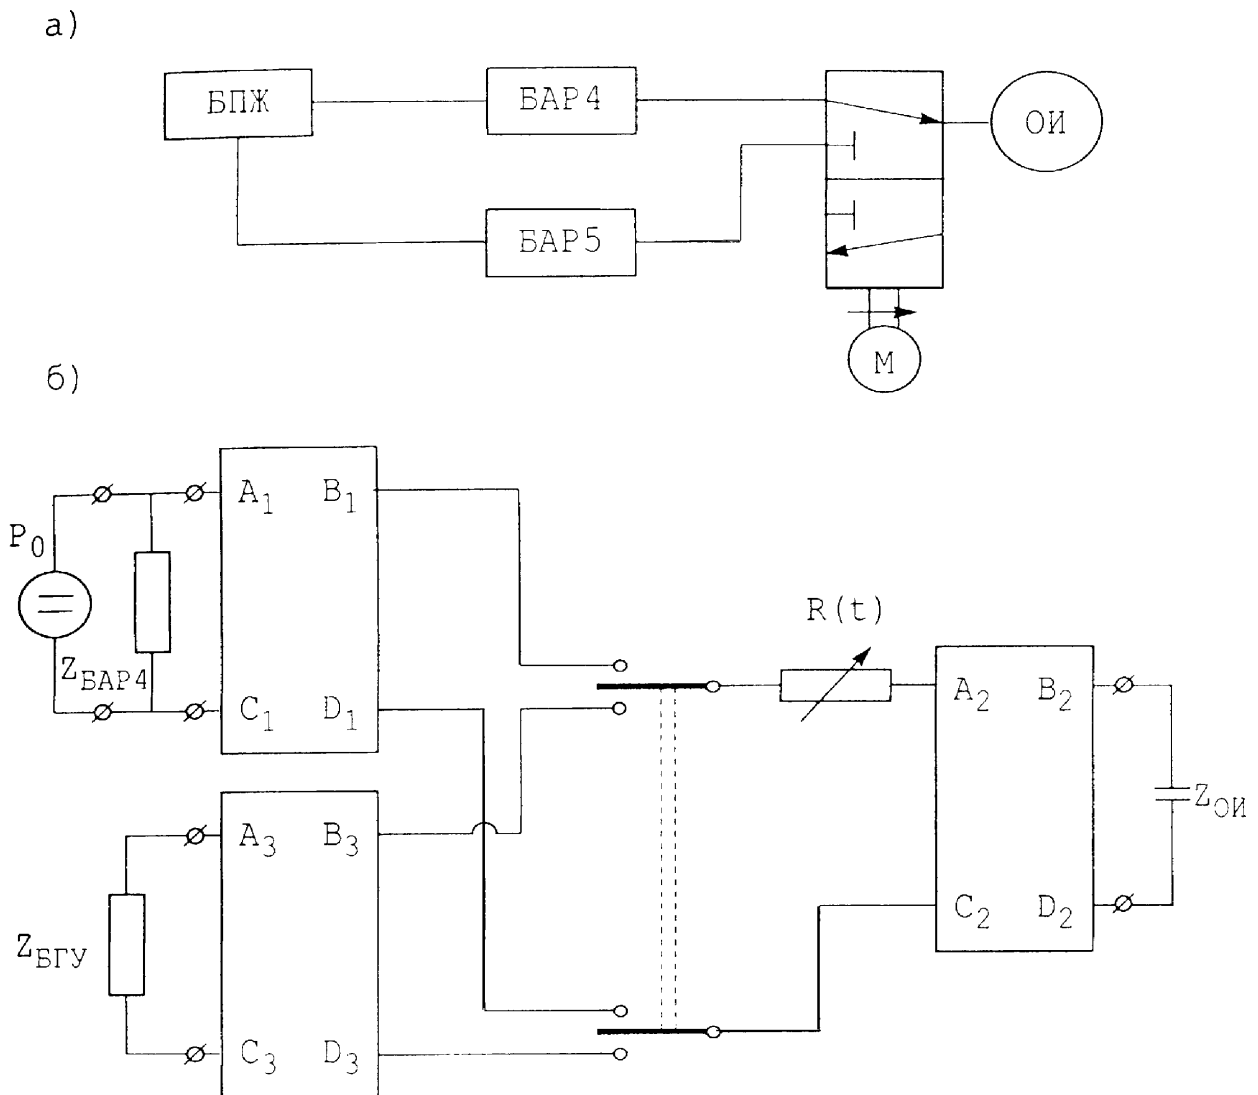 а)
БПЖ
БАР4
ОИ
БАР5
М
б)
P0
ZБАР4
A1 B1
C1 D1
R(t)
A2 B2
C2 D2
ZОИ
A3 B3
C3 D3
ZБГУ